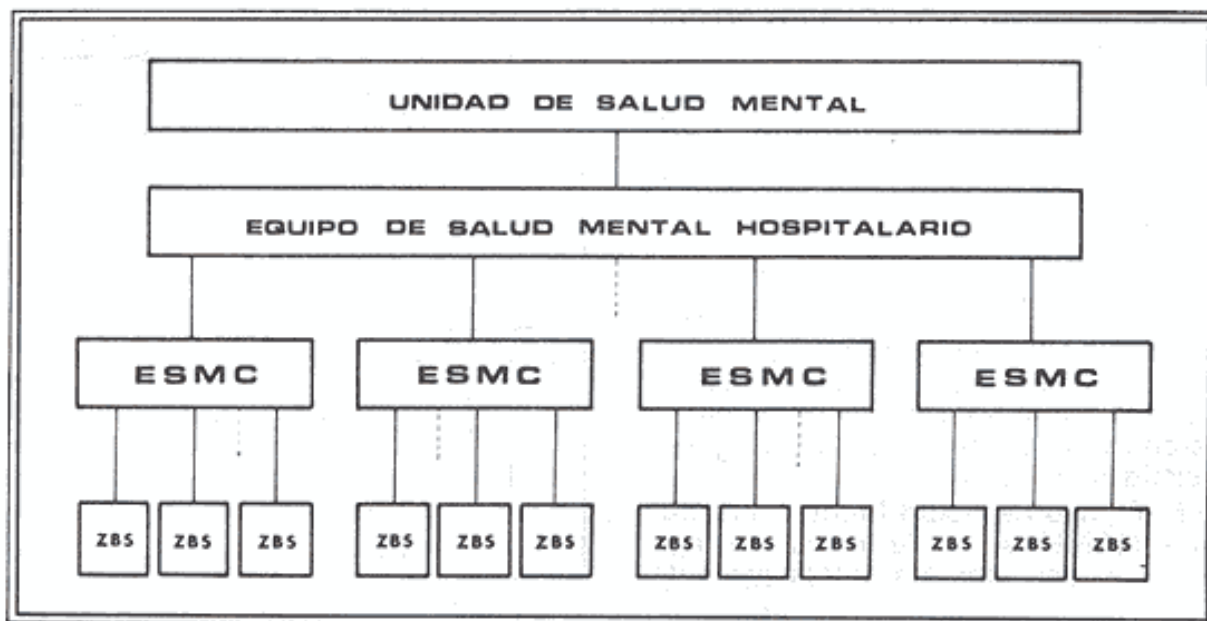 UNIDAD DE SALUD MENTAL
EQUIPO DE SALUD MENTAL HOSPITALARIO
ESMC ESMC ESMC ESMC
ZBS ZBS ZBS ZBS ZBS ZBS ZBS ZBS ZBS ZBS ZBS ZBS